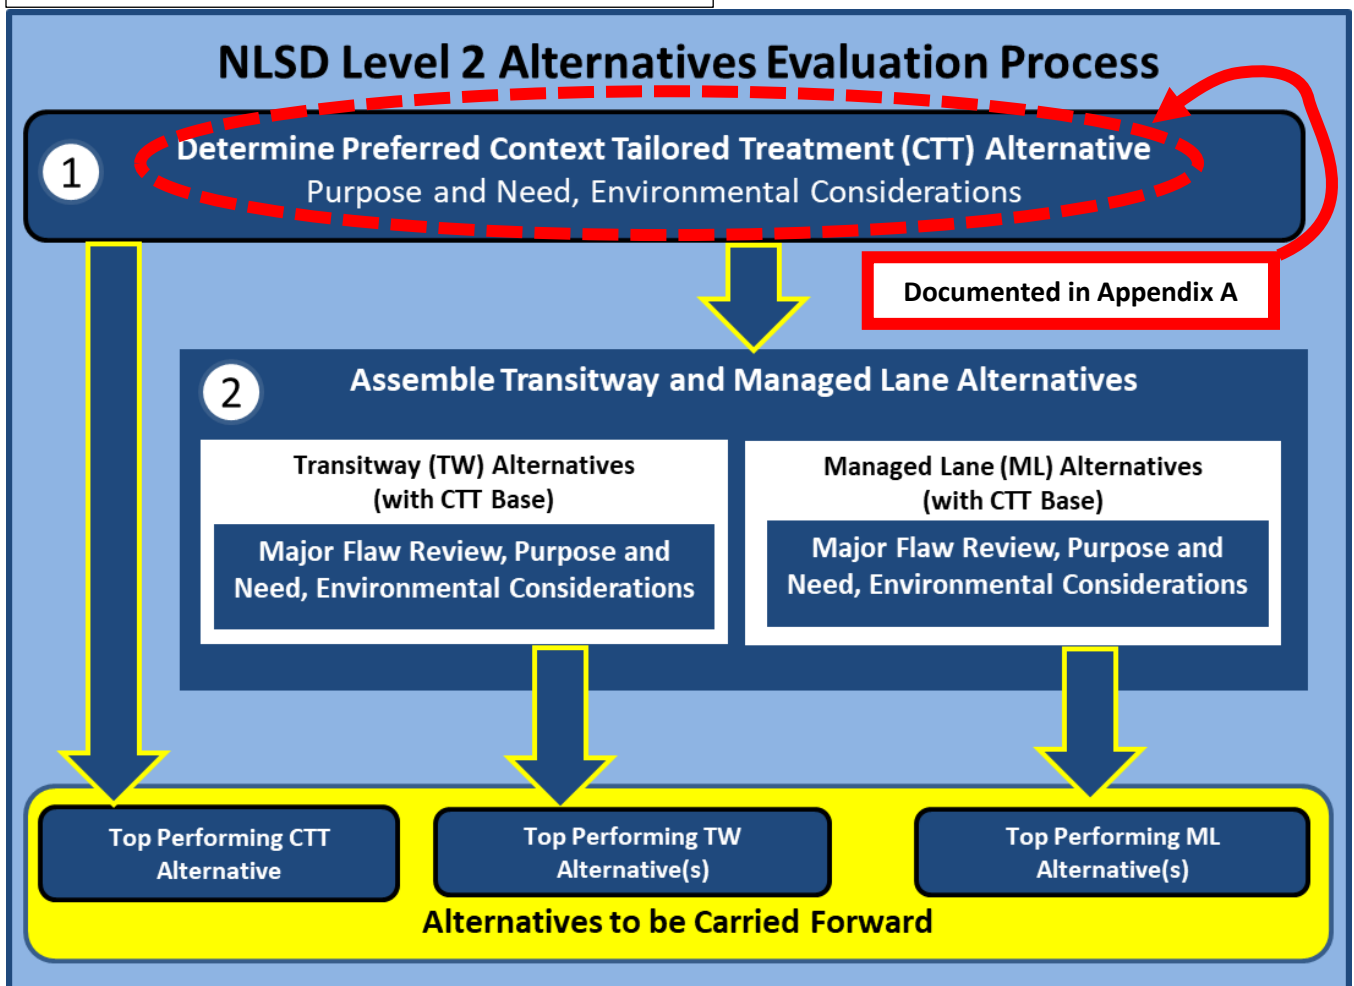 NLSD Level 2 Alternatives Evaluation Process
1
Determine Preferred Context Tailored Treatment (CTT) Alternative
Purpose and Need, Environmental Considerations
Documented in Appendix A
2
Assemble Transitway and Managed Lane Alternatives
Transitway (TW) Alternatives
(with CTT Base)
Major Flaw Review, Purpose and
Need, Environmental Considerations
Managed Lane (ML) Alternatives
(with CTT Base)
Major Flaw Review, Purpose and
Need, Environmental Considerations
Top Performing CTT
Alternative
Top Performing TW
Alternative(s)
Top Performing ML
Alternative(s)
Alternatives to be Carried Forward